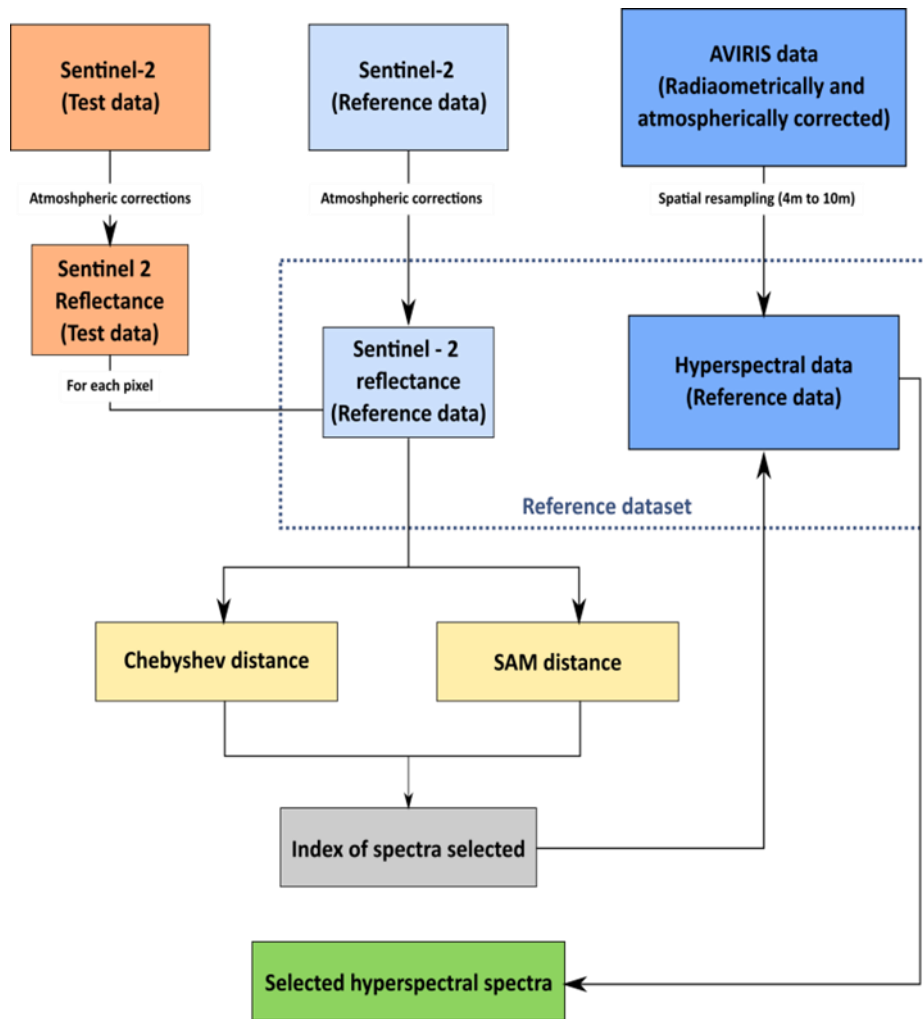 Sentinel-2
(Test data)
Sentinel-2
(Reference data)
AVIRIS data
(Radiaometrically and
atmospherically corrected)
Atmoshpheric corrections
Atmospheric corrections
Spatial resampling (4m to 10m)
Sentinel 2
Reflectance
(Test data)
Sentinel - 2
reflectance
(Reference data)
Hyperspectral data
(Reference data)
For each pixel
Reference dataset
Chebyshev distance
SAM distance
Index of spectra selected
Selected hyperspectral spectra